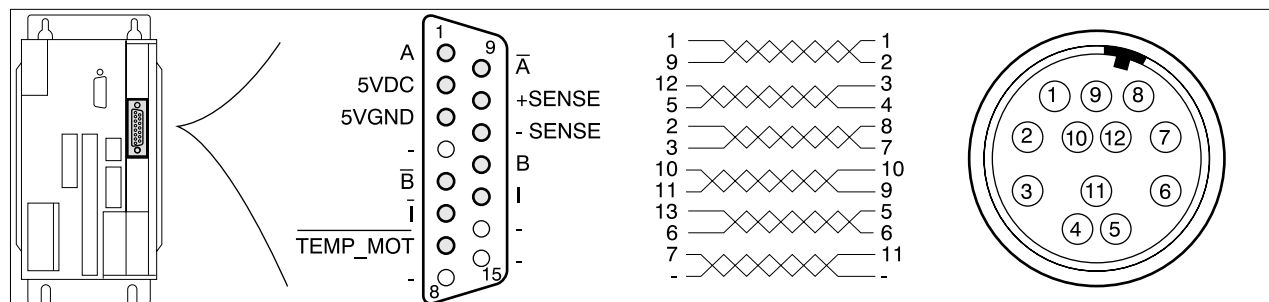 1 9
A A̅
5VDC +SENSE
5VGND - SENSE
- B
B̅ I
I̅ -
T̅E̅M̅P̅_̅M̅O̅T̅ -
- 8 15
1 1
9 2
12 3
5 4
2 8
3 7
10 10
11 9
13 5
6 6
7 11
- -
1 9 8
2 10 12 7
3 11 6
4 5